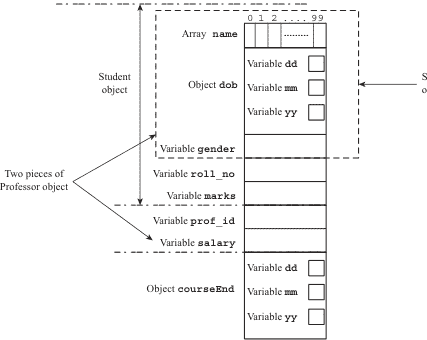 0 1 2 .... 99
Array name
.........
Student
object
Variable dd
Object dob
Variable mm
Variable yy
Variable gender
Two pieces of
Professor object
Variable roll_no
Variable marks
Variable prof_id
Variable salary
Variable dd
Object courseEnd
Variable mm
Variable yy